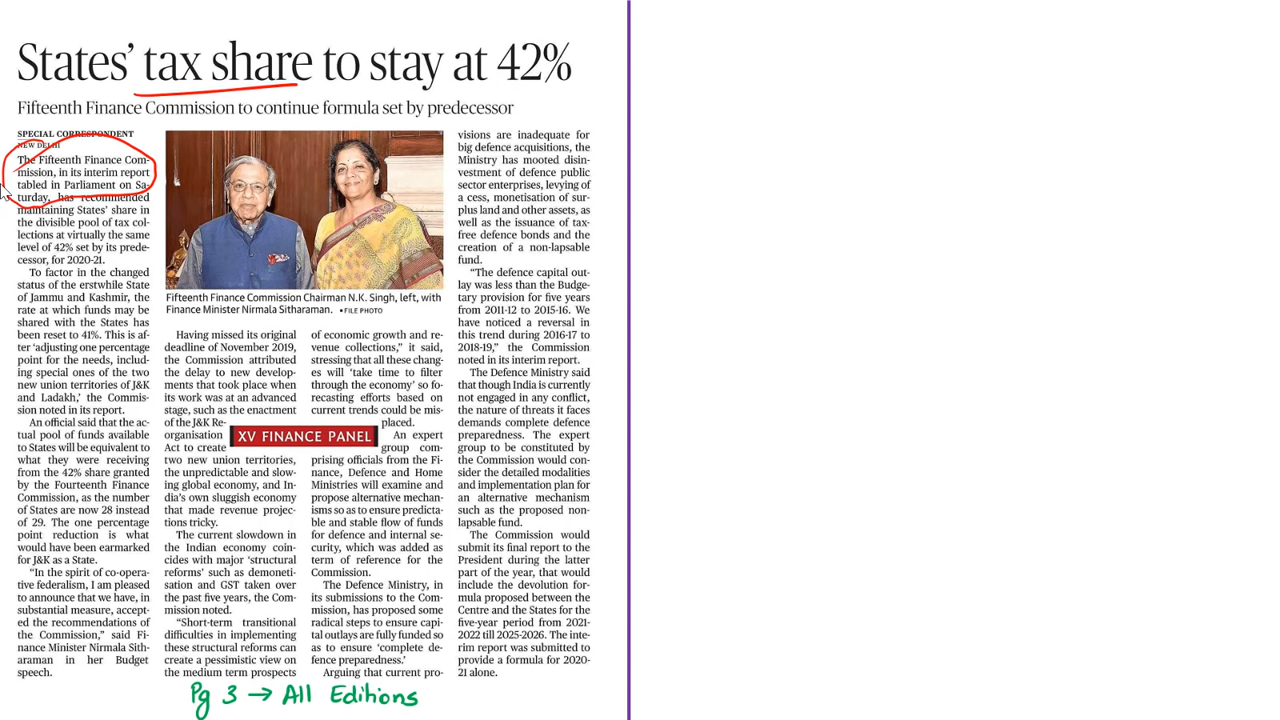 States' tax share to stay at 42%
Fifteenth Finance Commission to continue formula set by predecessor
SPECIAL CORRESPONDENT
NEW DELHI
The Fifteenth Finance Com-
mission, in its interim report
tabled in Parliament on Sa-
turday, has recommended
maintaining States' share in
the divisible pool of tax col-
lections at virtually the same
level of 42% set by its prede-
cessor, for 2020-21.
To factor in the changed
status of the erstwhile State
of Jammu and Kashmir, the
rate at which funds may be
shared with the States has
been reset to 41%. This is af-
ter 'adjusting one percentage
point for the needs, includ-
ing special ones of the two
new union territories of J&K
and Ladakh,' the Commis-
sion noted in its report.
An official said that the ac-
tual pool of funds available
to States will be equivalent to
what they were receiving
from the 42% share granted
by the Fourteenth Finance
Commission, as the number
of States are now 28 instead
of 29. The one percentage
point reduction is what
would have been earmarked
for J&K as a State.
"In the spirit of co-opera-
tive federalism, I am pleased
to announce that we have, in
substantial measure, accept-
ed the recommendations of
the Commission," said Fi-
nance Minister Nirmala Sith-
araman in her Budget
speech.
Fifteenth Finance Commission Chairman N.K. Singh, left, with
Finance Minister Nirmala Sitharaman. • FILE PHOTO
Having missed its original
deadline of November 2019,
the Commission attributed
the delay to new develop-
ments that took place when
its work was at an advanced
stage, such as the enactment
of the J&K Re-
organisation
Act to create
two new union territories,
the unpredictable and slow-
ing global economy, and In-
dia's own sluggish economy
that made revenue projec-
tions tricky.
The current slowdown in
the Indian economy coin-
cides with major 'structural
reforms' such as demoneti-
sation and GST taken over
the past five years, the Com-
mission noted.
"Short-term transitional
difficulties in implementing
these structural reforms can
create a pessimistic view on
the medium term prospects
XV FINANCE PANEL
of economic growth and re-
venue collections," it said,
stressing that all these chang-
es will 'take time to filter
through the economy' so fo-
recasting efforts based on
current trends could be mis-
placed.
An expert
group com-
prising officials from the Fi-
nance, Defence and Home
Ministries will examine and
propose alternative mechan-
isms so as to ensure predicta-
ble and stable flow of funds
for defence and internal se-
curity, which was added as
term of reference for the
Commission.
The Defence Ministry, in
its submissions to the Com-
mission, has proposed some
radical steps to ensure capi-
tal outlays are fully funded so
as to ensure 'complete de-
fence preparedness.'
Arguing that current pro-
visions are inadequate for
big defence acquisitions, the
Ministry has mooted disin-
vestment of defence public
sector enterprises, levying of
a cess, monetisation of sur-
plus land and other assets, as
well as the issuance of tax-
free defence bonds and the
creation of a non-lapsable
fund.
"The defence capital out-
lay was less than the Budge-
tary provision for five years
from 2011-12 to 2015-16. We
have noticed a reversal in
this trend during 2016-17 to
2018-19," the Commission
noted in its interim report.
The Defence Ministry said
that though India is currently
not engaged in any conflict,
the nature of threats it faces
demands complete defence
preparedness. The expert
group to be constituted by
the Commission would con-
sider the detailed modalities
and implementation plan for
an alternative mechanism
such as the proposed non-
lapsable fund.
The Commission would
submit its final report to the
President during the latter
part of the year, that would
include the devolution for-
mula proposed between the
Centre and the States for the
five-year period from 2021-
2022 till 2025-2026. The inte-
rim report was submitted to
provide a formula for 2020-
21 alone.
Pg 3 → All Editions